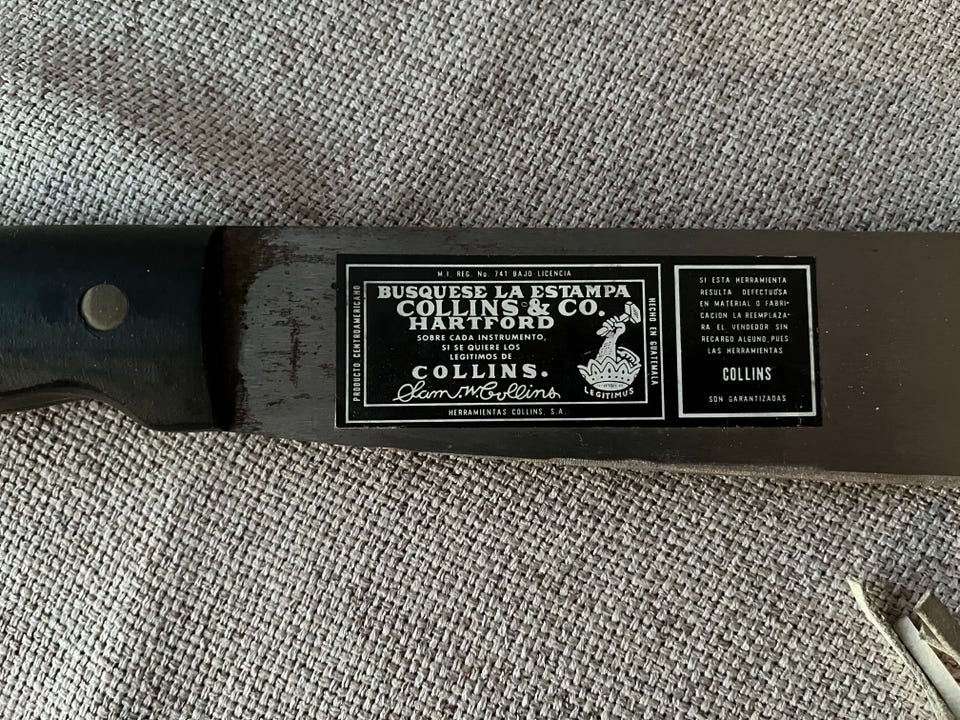 M.I. REG. No. 741 BAJO LICENCIA
PRODUCTO CENTROAMERICANO
BUSQUESE LA ESTAMPA
COLLINS & CO.
HARTFORD
SOBRE CADA INSTRUMENTO,
SI SE QUIERE LOS
LEGITIMOS DE
COLLINS.
Sam. W. Collins
LEGITIMUS
HECHO EN GUATEMALA
HERRAMIENTAS COLLINS, S.A.
SI ESTA HERRAMIENTA
RESULTA DEFECTUOSA
EN MATERIAL O FABRI-
CACION LA REEMPLAZA-
RA EL VENDEDOR SIN
RECARGO ALGUNO, PUES
LAS HERRAMIENTAS
COLLINS
SON GARANTIZADAS